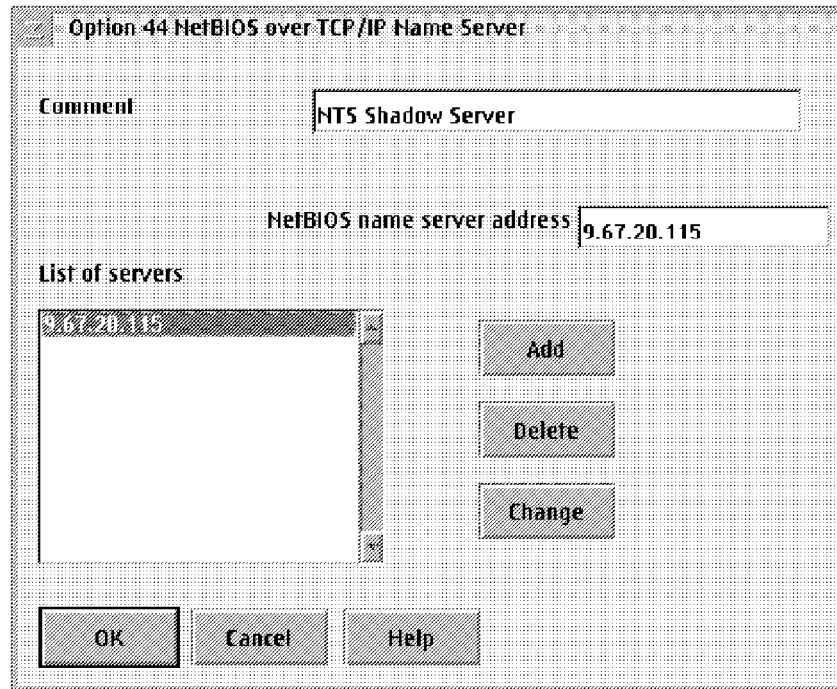 Option 44 NetBIOS over TCP/IP Name Server
Comment
NTS Shadow Server
NetBIOS name server address
9.67.20.115
List of servers
9.67.20.115
Add
Delete
Change
OK
Cancel
Help